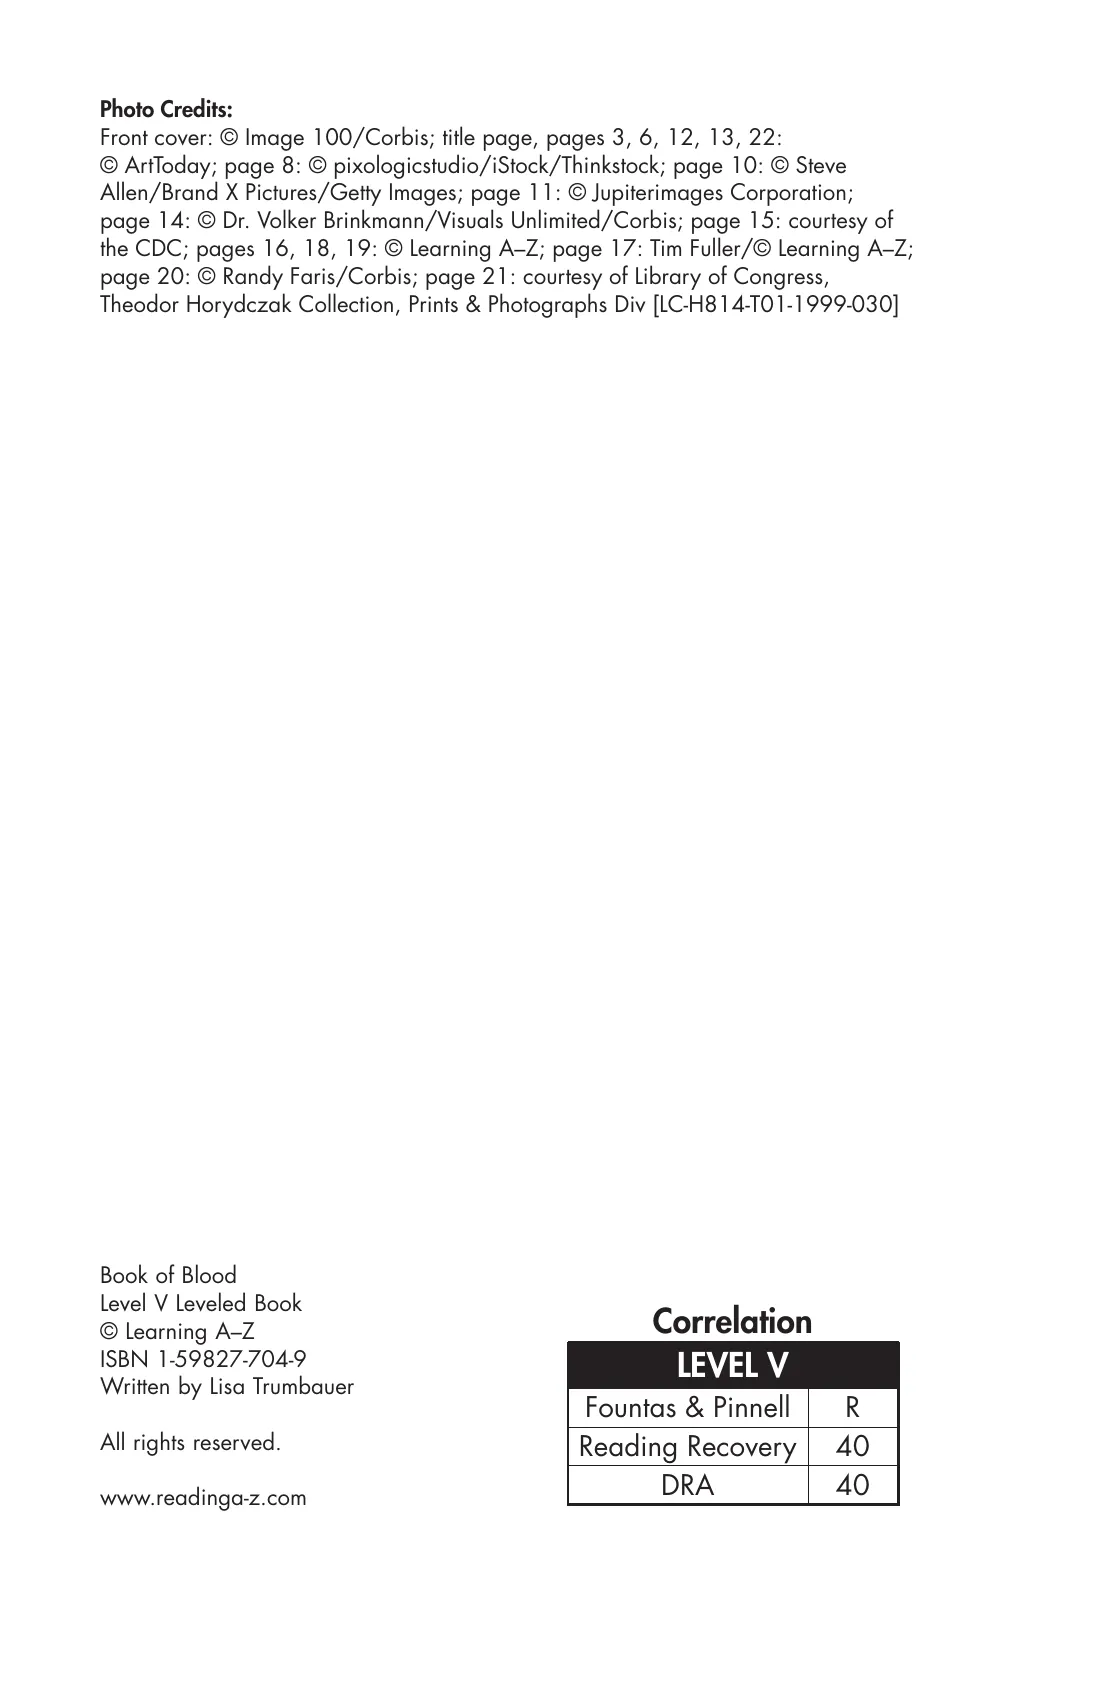 Photo Credits:
Front cover: © Image 100/Corbis; title page, pages 3, 6, 12, 13, 22:
© ArtToday; page 8: © pixologicstudio/iStock/Thinkstock; page 10: © Steve
Allen/Brand X Pictures/Getty Images; page 11: © Jupiterimages Corporation;
page 14: © Dr. Volker Brinkmann/Visuals Unlimited/Corbis; page 15: courtesy of
the CDC; pages 16, 18, 19: © Learning A–Z; page 17: Tim Fuller/© Learning A–Z;
page 20: © Randy Faris/Corbis; page 21: courtesy of Library of Congress,
Theodor Horydczak Collection, Prints & Photographs Div [LC-H814-T01-1999-030]
Book of Blood
Level V Leveled Book
© Learning A–Z
ISBN 1-59827-704-9
Written by Lisa Trumbauer
All rights reserved.
www.readinga-z.com
Correlation
LEVEL V
Fountas & Pinnell R
Reading Recovery 40
DRA 40